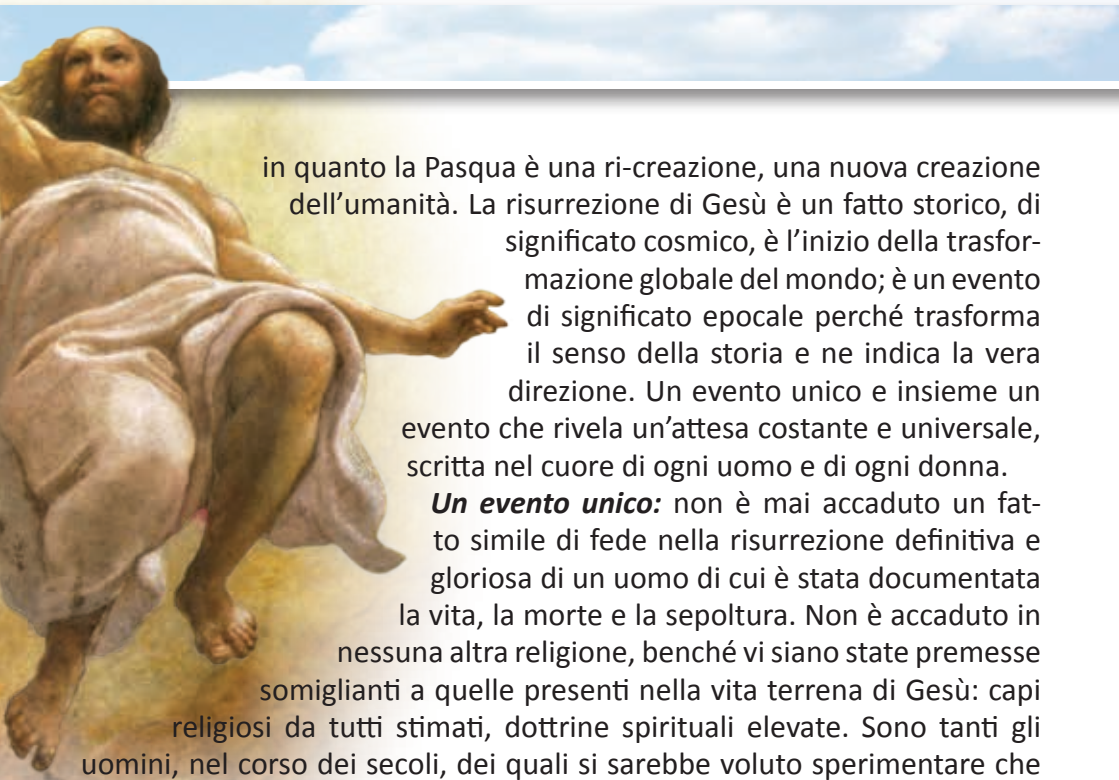 in quanto la Pasqua è una ri-creazione, una nuova creazione
dell'umanità. La risurrezione di Gesù è un fatto storico, di
significato cosmico, è l'inizio della trasfor-
mazione globale del mondo; è un evento
di significato epocale perché trasforma
il senso della storia e ne indica la vera
direzione. Un evento unico e insieme un
evento che rivela un'attesa costante e universale,
scritta nel cuore di ogni uomo e di ogni donna.
Un evento unico: non è mai accaduto un fat-
to simile di fede nella risurrezione definitiva e
gloriosa di un uomo di cui è stata documentata
la vita, la morte e la sepoltura. Non è accaduto in
nessuna altra religione, benché vi siano state premesse
somiglianti a quelle presenti nella vita terrena di Gesù: capi
religiosi da tutti stimati, dottrine spirituali elevate. Sono tanti gli
uomini, nel corso dei secoli, dei quali si sarebbe voluto sperimentare che